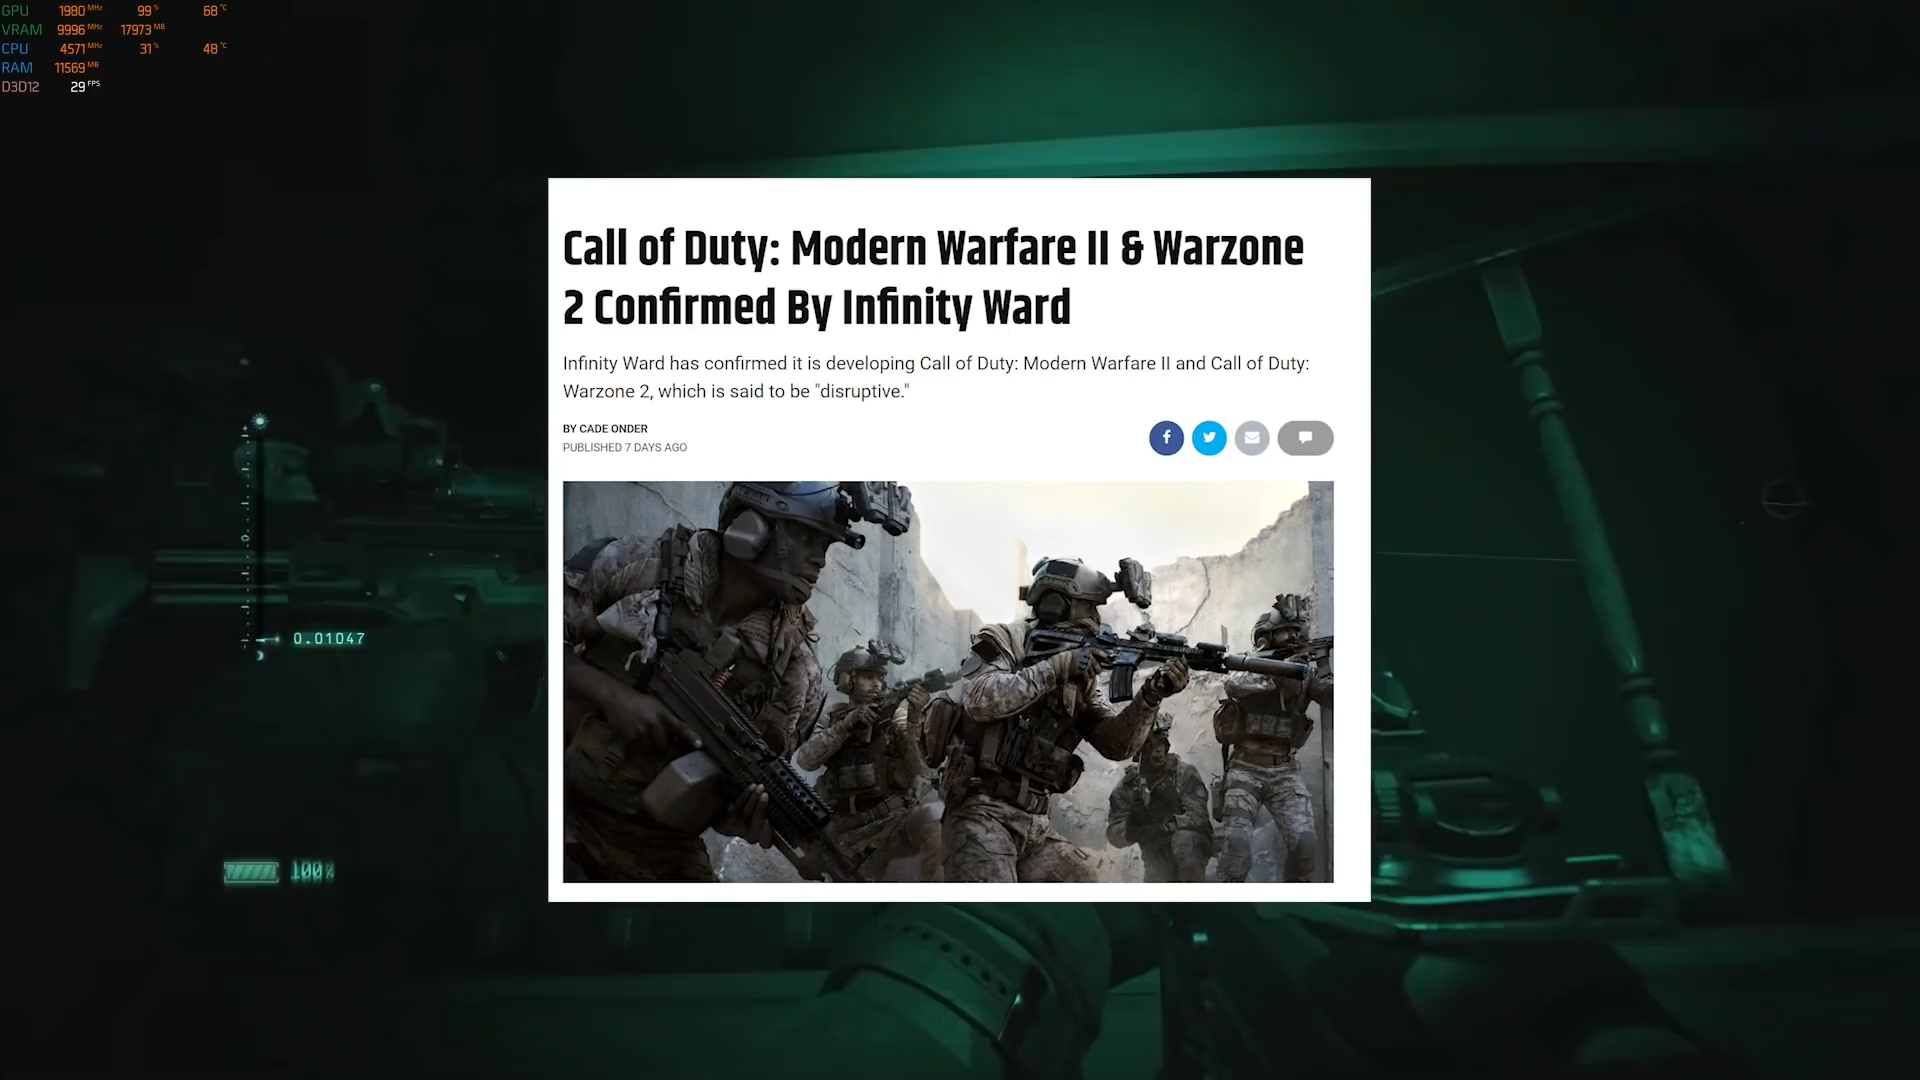 GPU 1980 MHz 99 % 68 °C
VRAM 9996 MHz 17973 MB
CPU 4571 MHz 31 % 48 °C
RAM 11569 MB
D3D12 29 FPS
Call of Duty: Modern Warfare II & Warzone
2 Confirmed By Infinity Ward
Infinity Ward has confirmed it is developing Call of Duty: Modern Warfare II and Call of Duty:
Warzone 2, which is said to be "disruptive."
BY CADE ONDER
PUBLISHED 7 DAYS AGO
0.01047
100%